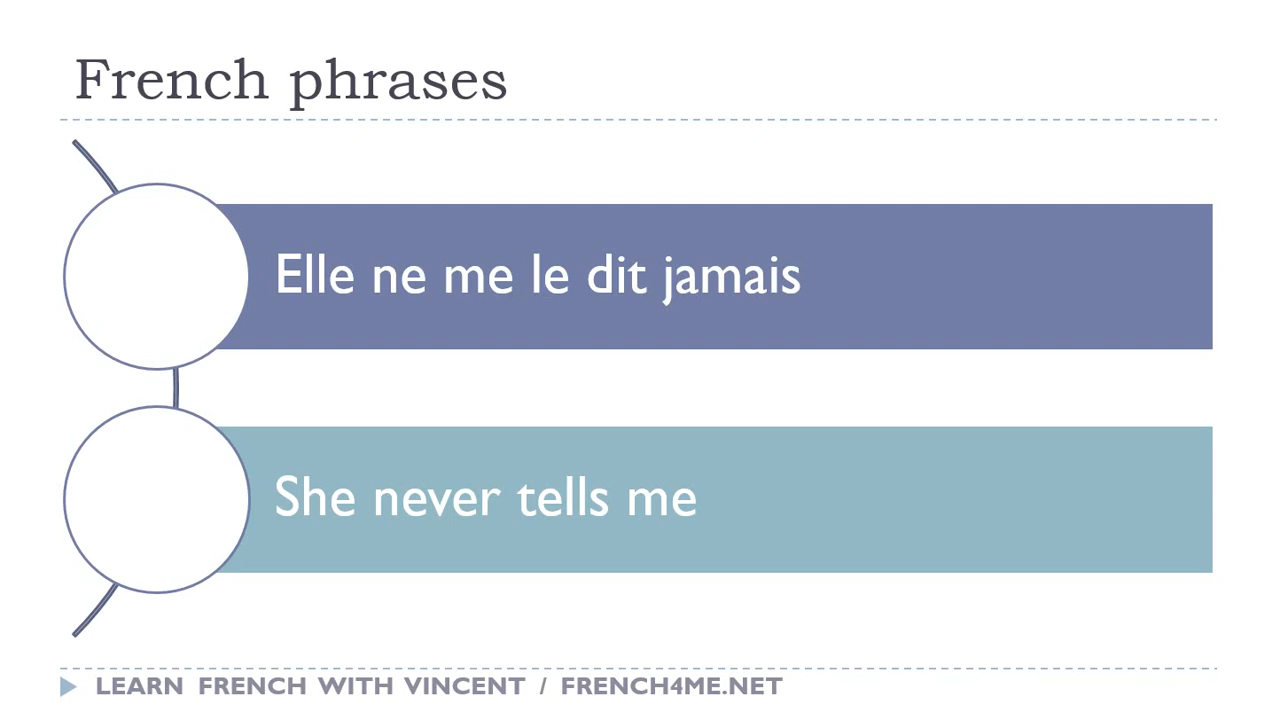 French phrases
Elle ne me le dit jamais
She never tells me
LEARN FRENCH WITH VINCENT / FRENCH4ME.NET